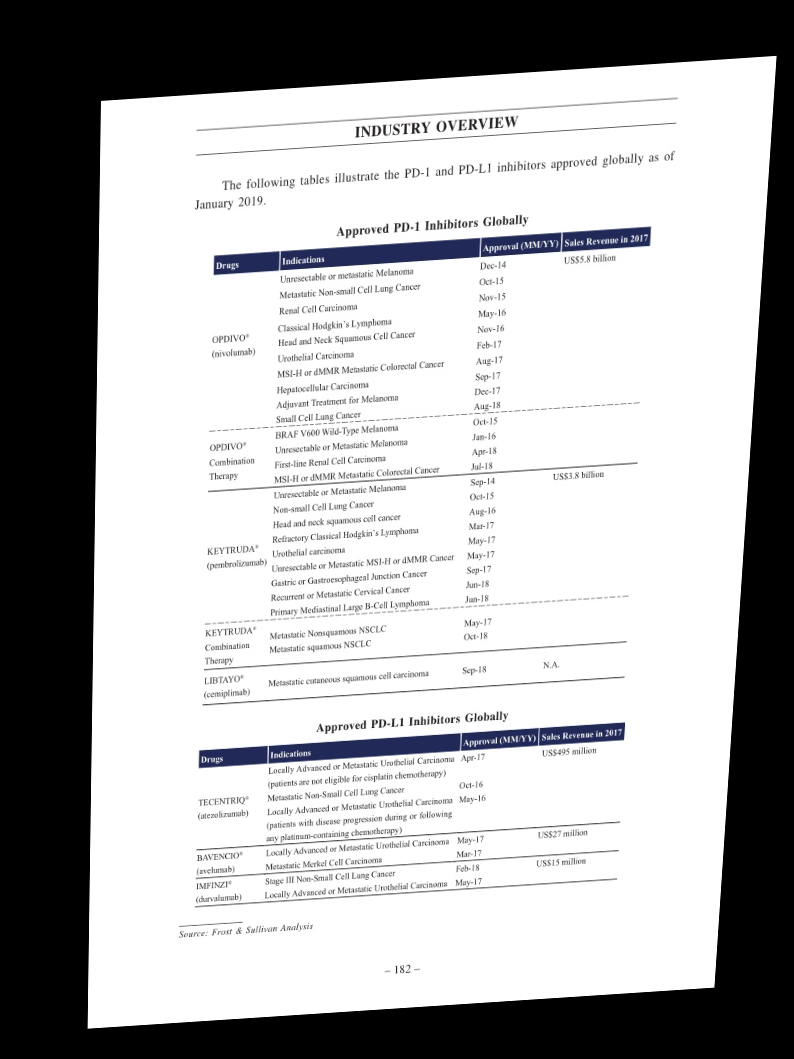 INDUSTRY OVERVIEW
The following tables illustrate the PD-1 and PD-L1 inhibitors approved globally as of
January 2019.
Approved PD-1 Inhibitors Globally
Drugs Indications Approval (MM/YY) Sales Revenue in 2017
Unresectable or metastatic Melanoma Dec-14 US$5.8 billion
Metastatic Non-small Cell Lung Cancer Oct-15
Renal Cell Carcinoma Nov-15
Classical Hodgkin's Lymphoma May-16
OPDIVO® Head and Neck Squamous Cell Cancer Nov-16
(nivolumab) Urothelial Carcinoma Feb-17
MSI-H or dMMR Metastatic Colorectal Cancer Aug-17
Hepatocellular Carcinoma Sep-17
Adjuvant Treatment for Melanoma Dec-17
Small Cell Lung Cancer Aug-18
BRAF V600 Wild-Type Melanoma Oct-15
OPDIVO® Unresectable or Metastatic Melanoma Jan-16
Combination First-line Renal Cell Carcinoma Apr-18
Therapy MSI-H or dMMR Metastatic Colorectal Cancer Jul-18
Unresectable or Metastatic Melanoma Sep-14 US$3.8 billion
Non-small Cell Lung Cancer Oct-15
Head and neck squamous cell cancer Aug-16
Refractory Classical Hodgkin's Lymphoma Mar-17
KEYTRUDA® Urothelial carcinoma May-17
(pembrolizumab) Unresectable or Metastatic MSI-H or dMMR Cancer May-17
Gastric or Gastroesophageal Junction Cancer Sep-17
Recurrent or Metastatic Cervical Cancer Jun-18
Primary Mediastinal Large B-Cell Lymphoma Jun-18
KEYTRUDA® Metastatic Nonsquamous NSCLC May-17
Combination Metastatic squamous NSCLC Oct-18
Therapy
LIBTAYO® Metastatic cutaneous squamous cell carcinoma Sep-18 N.A.
(cemiplimab)
Approved PD-L1 Inhibitors Globally
Drugs Indications Approval (MM/YY) Sales Revenue in 2017
Locally Advanced or Metastatic Urothelial Carcinoma Apr-17 US$495 million
(patients are not eligible for cisplatin chemotherapy)
TECENTRIQ® Metastatic Non-Small Cell Lung Cancer Oct-16
(atezolizumab) Locally Advanced or Metastatic Urothelial Carcinoma May-16
(patients with disease progression during or following
any platinum-containing chemotherapy)
BAVENCIO® Locally Advanced or Metastatic Urothelial Carcinoma May-17 US$27 million
(avelumab) Metastatic Merkel Cell Carcinoma Mar-17
IMFINZI® Stage III Non-Small Cell Lung Cancer Feb-18 US$15 million
(durvalumab) Locally Advanced or Metastatic Urothelial Carcinoma May-17
Source: Frost & Sullivan Analysis
– 182 –